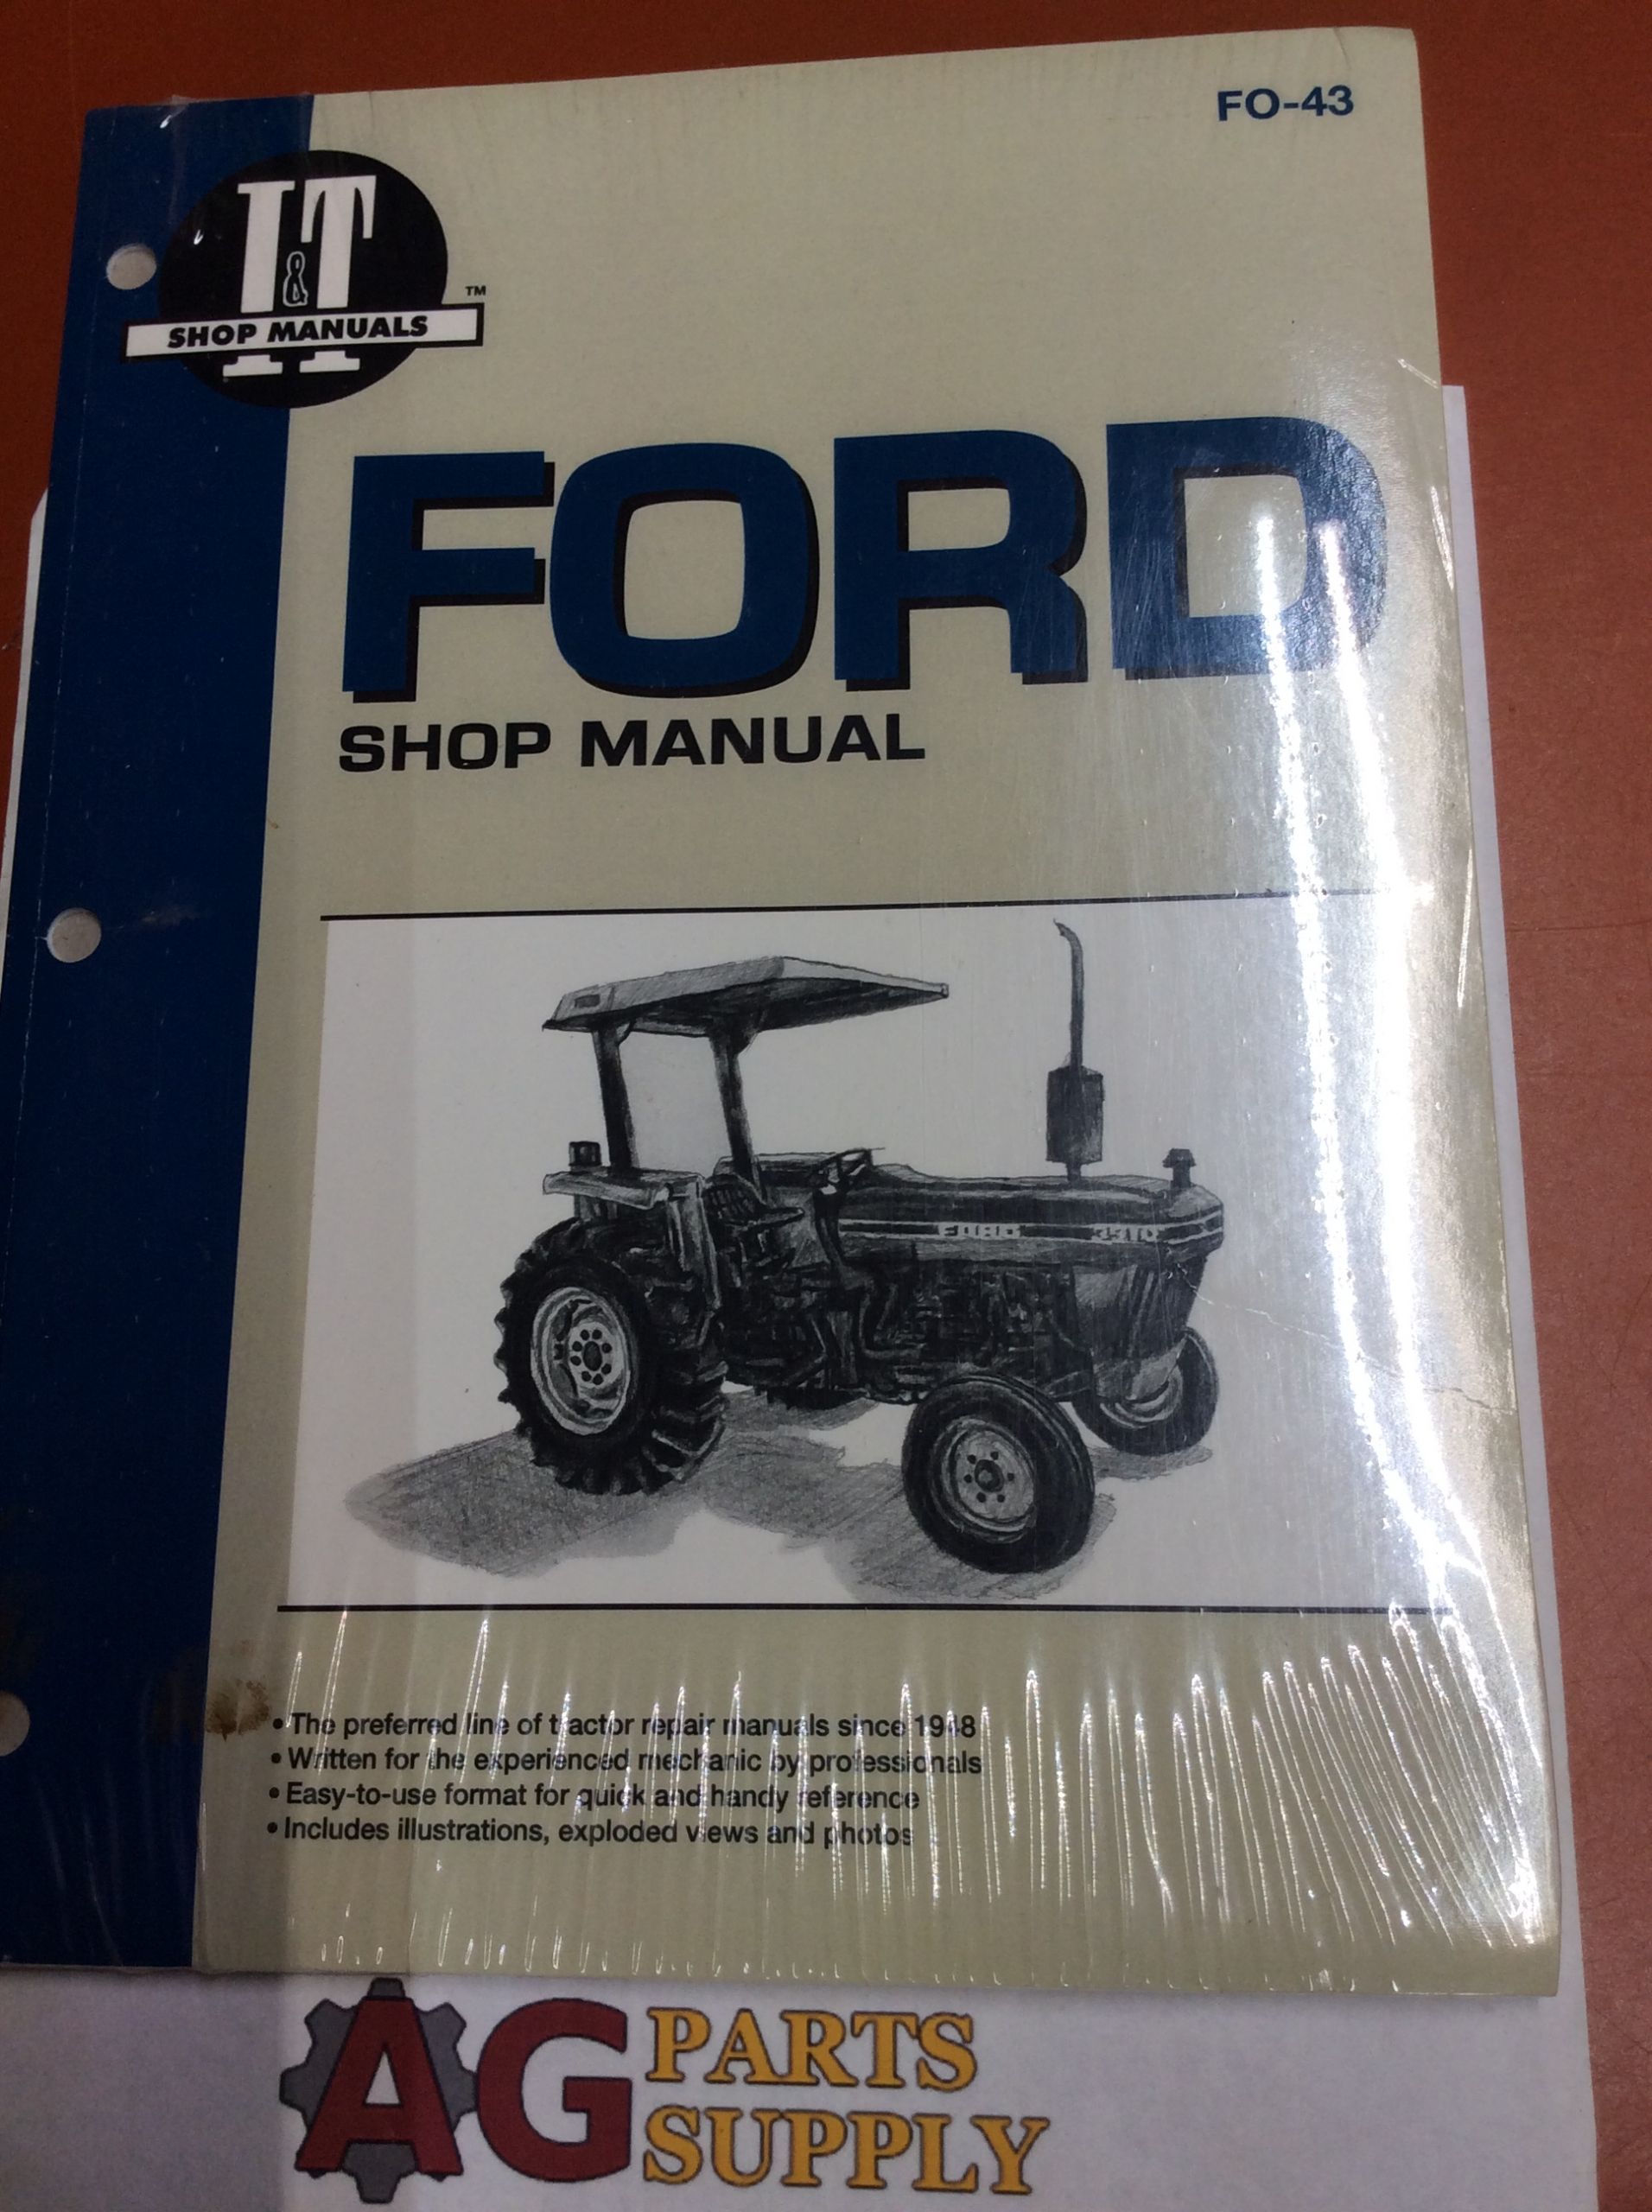 FO-43
I&T
SHOP MANUALS
TM
FORD
SHOP MANUAL
FORD 3910
• The preferred line of tractor repair manuals since 1948
• Written for the experienced mechanic by professionals
• Easy-to-use format for quick and handy reference
• Includes illustrations, exploded views and photos
AG PARTS
SUPPLY